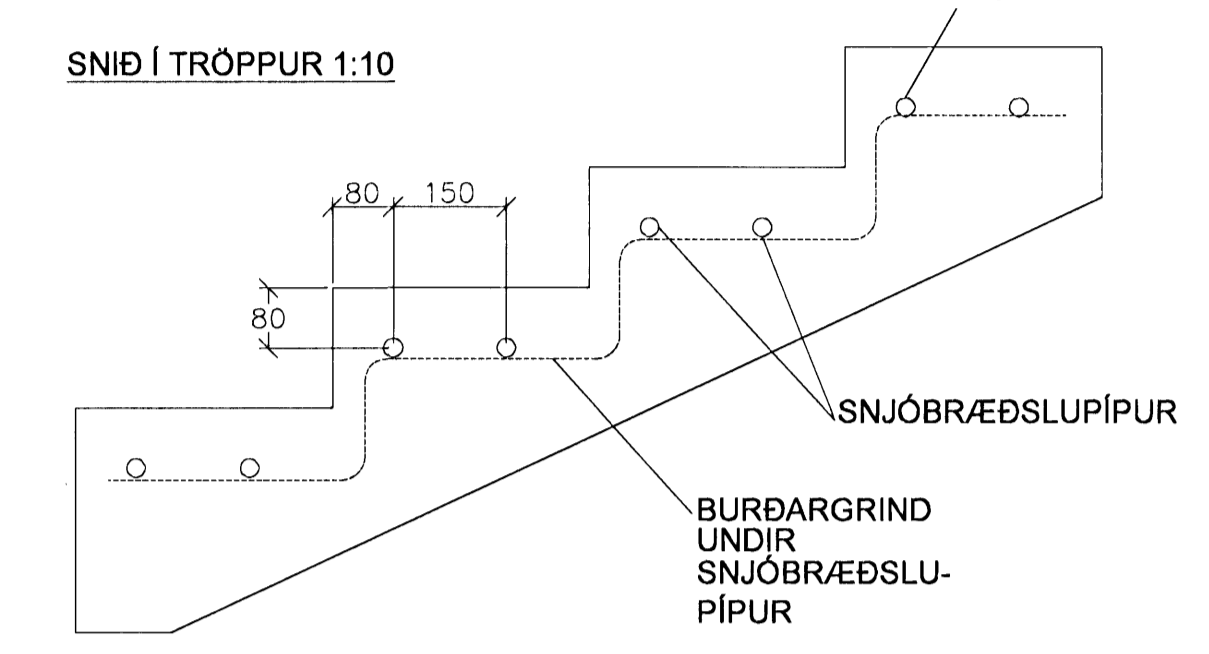 SNIÐ Í TRÖPPUR 1:10
80 150
80
SNJÓBRÆÐSLUPÍPUR
BURÐARGRIND
UNDIR
SNJÓBRÆÐSLU-
PÍPUR